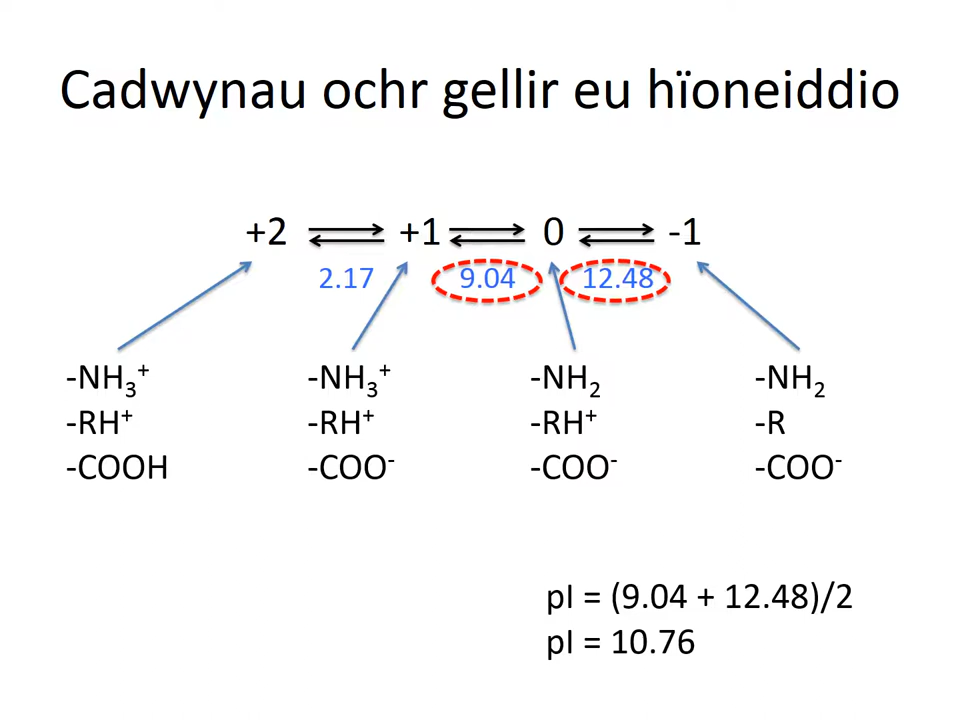 Cadwynau ochr gellir eu hïoneiddio
+2 +1 0 -1
2.17 9.04 12.48
-NH₃⁺ -NH₃⁺ -NH₂ -NH₂
-RH⁺ -RH⁺ -RH⁺ -R
-COOH -COO⁻ -COO⁻ -COO⁻
pI = (9.04 + 12.48)/2
pI = 10.76